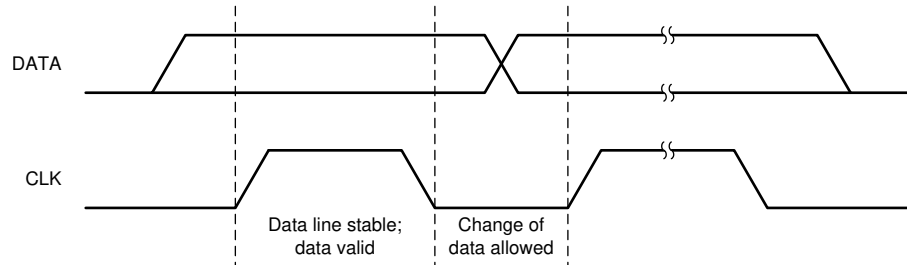 DATA
CLK
Data line stable;
data valid
Change of
data allowed